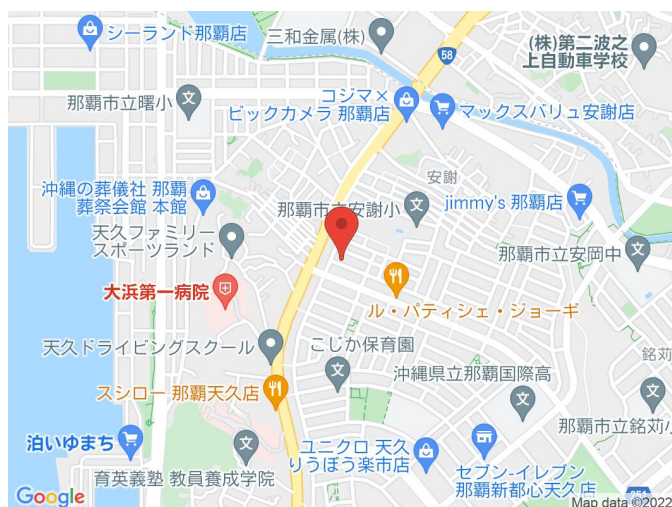 シーランド那覇店
三和金属(株)
58
(株)第二波之
上自動車学校
コジマ×
ビックカメラ 那覇店
那覇市立曙小
文
マックスバリュ安謝店
安謝
沖縄の葬儀社 那覇
葬祭会館 本館
那覇市立安謝小
文
jimmy's 那覇店
天久ファミリー
スポーツランド
那覇市立安岡中
文
大浜第一病院
ル・パティシェ・ジョーギ
天久ドライビングスクール
こじか保育園
文
沖縄県立那覇国際高
文
銘苅
スシロー 那覇天久店
那覇市立銘苅小
文
泊いゆまち
ユニクロ 天久
りうぼう楽市店
セブン-イレブン
那覇新都心天久店
育英義塾 教員養成学院
文
Google
251
Map data ©2022